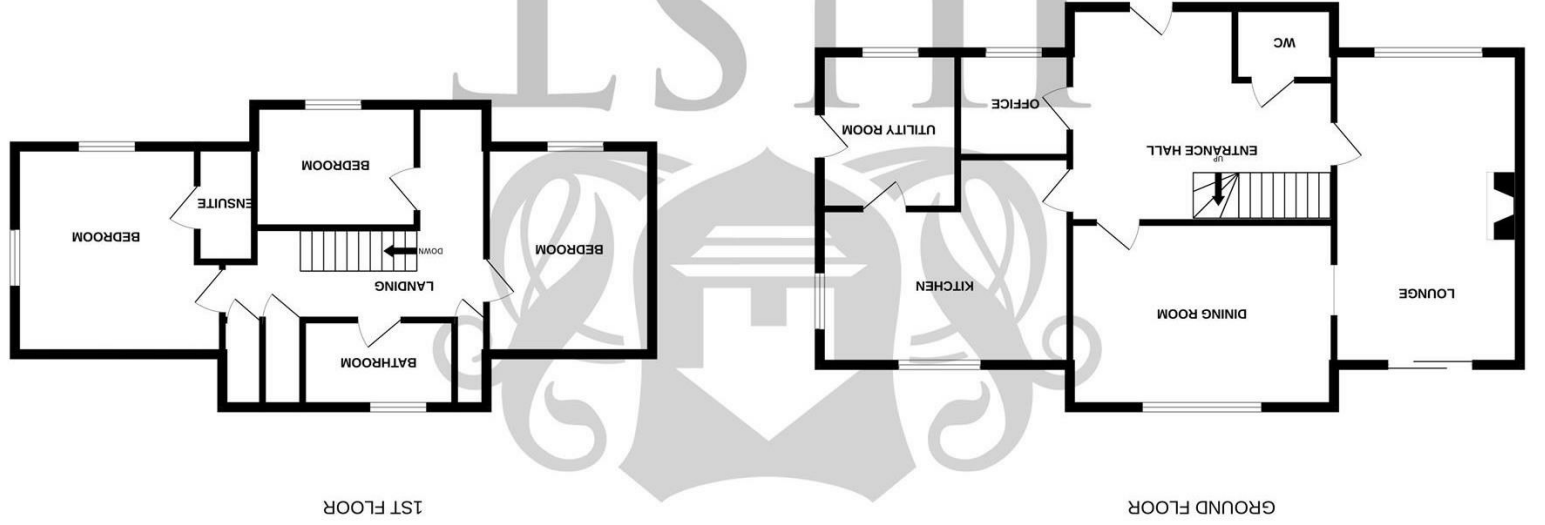 GROUND FLOOR
1ST FLOOR
LOUNGE
DINING ROOM
KITCHEN
UP
ENTRANCE HALL
OFFICE
UTILITY ROOM
WC
BATHROOM
LANDING
DOWN
BEDROOM
BEDROOM
ENSUITE
BEDROOM